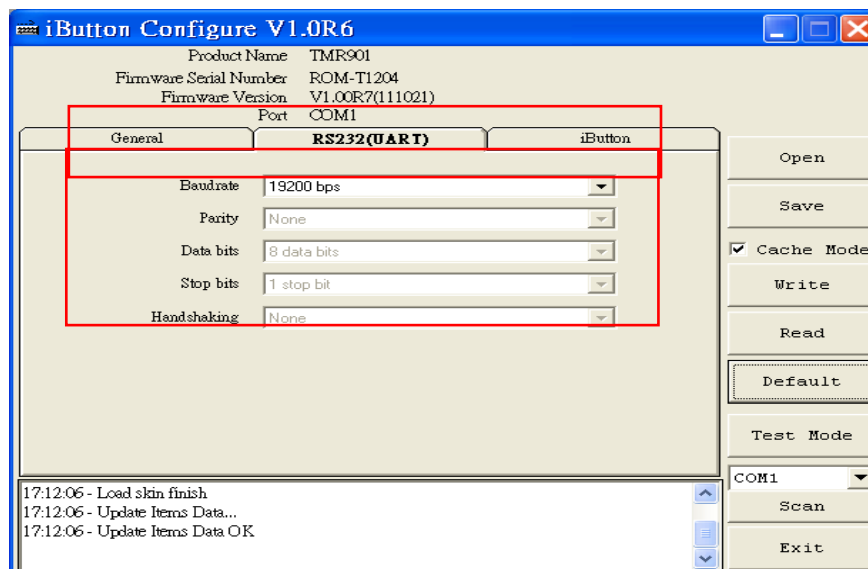 iButton Configure V1.0R6
Product Name TMR901
Firmware Serial Number ROM-T1204
Firmware Version V1.00R7(111021)
Port COM1
General RS232(UART) iButton
Baudrate 19200 bps
Parity None
Data bits 8 data bits
Stop bits 1 stop bit
Handshaking None
Open
Save
Cache Mode
Write
Read
Default
Test Mode
COM1
Scan
Exit
17:12:06 - Load skin finish
17:12:06 - Update Items Data...
17:12:06 - Update Items Data OK